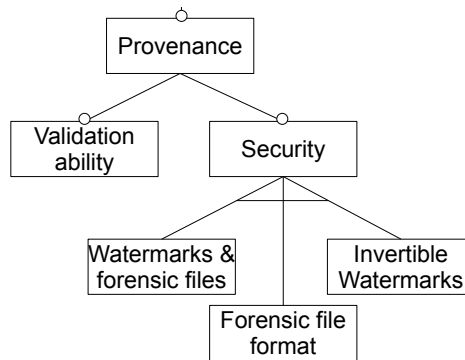 Provenance
Validation
ability
Security
Watermarks &
forensic files
Invertible
Watermarks
Forensic file
format